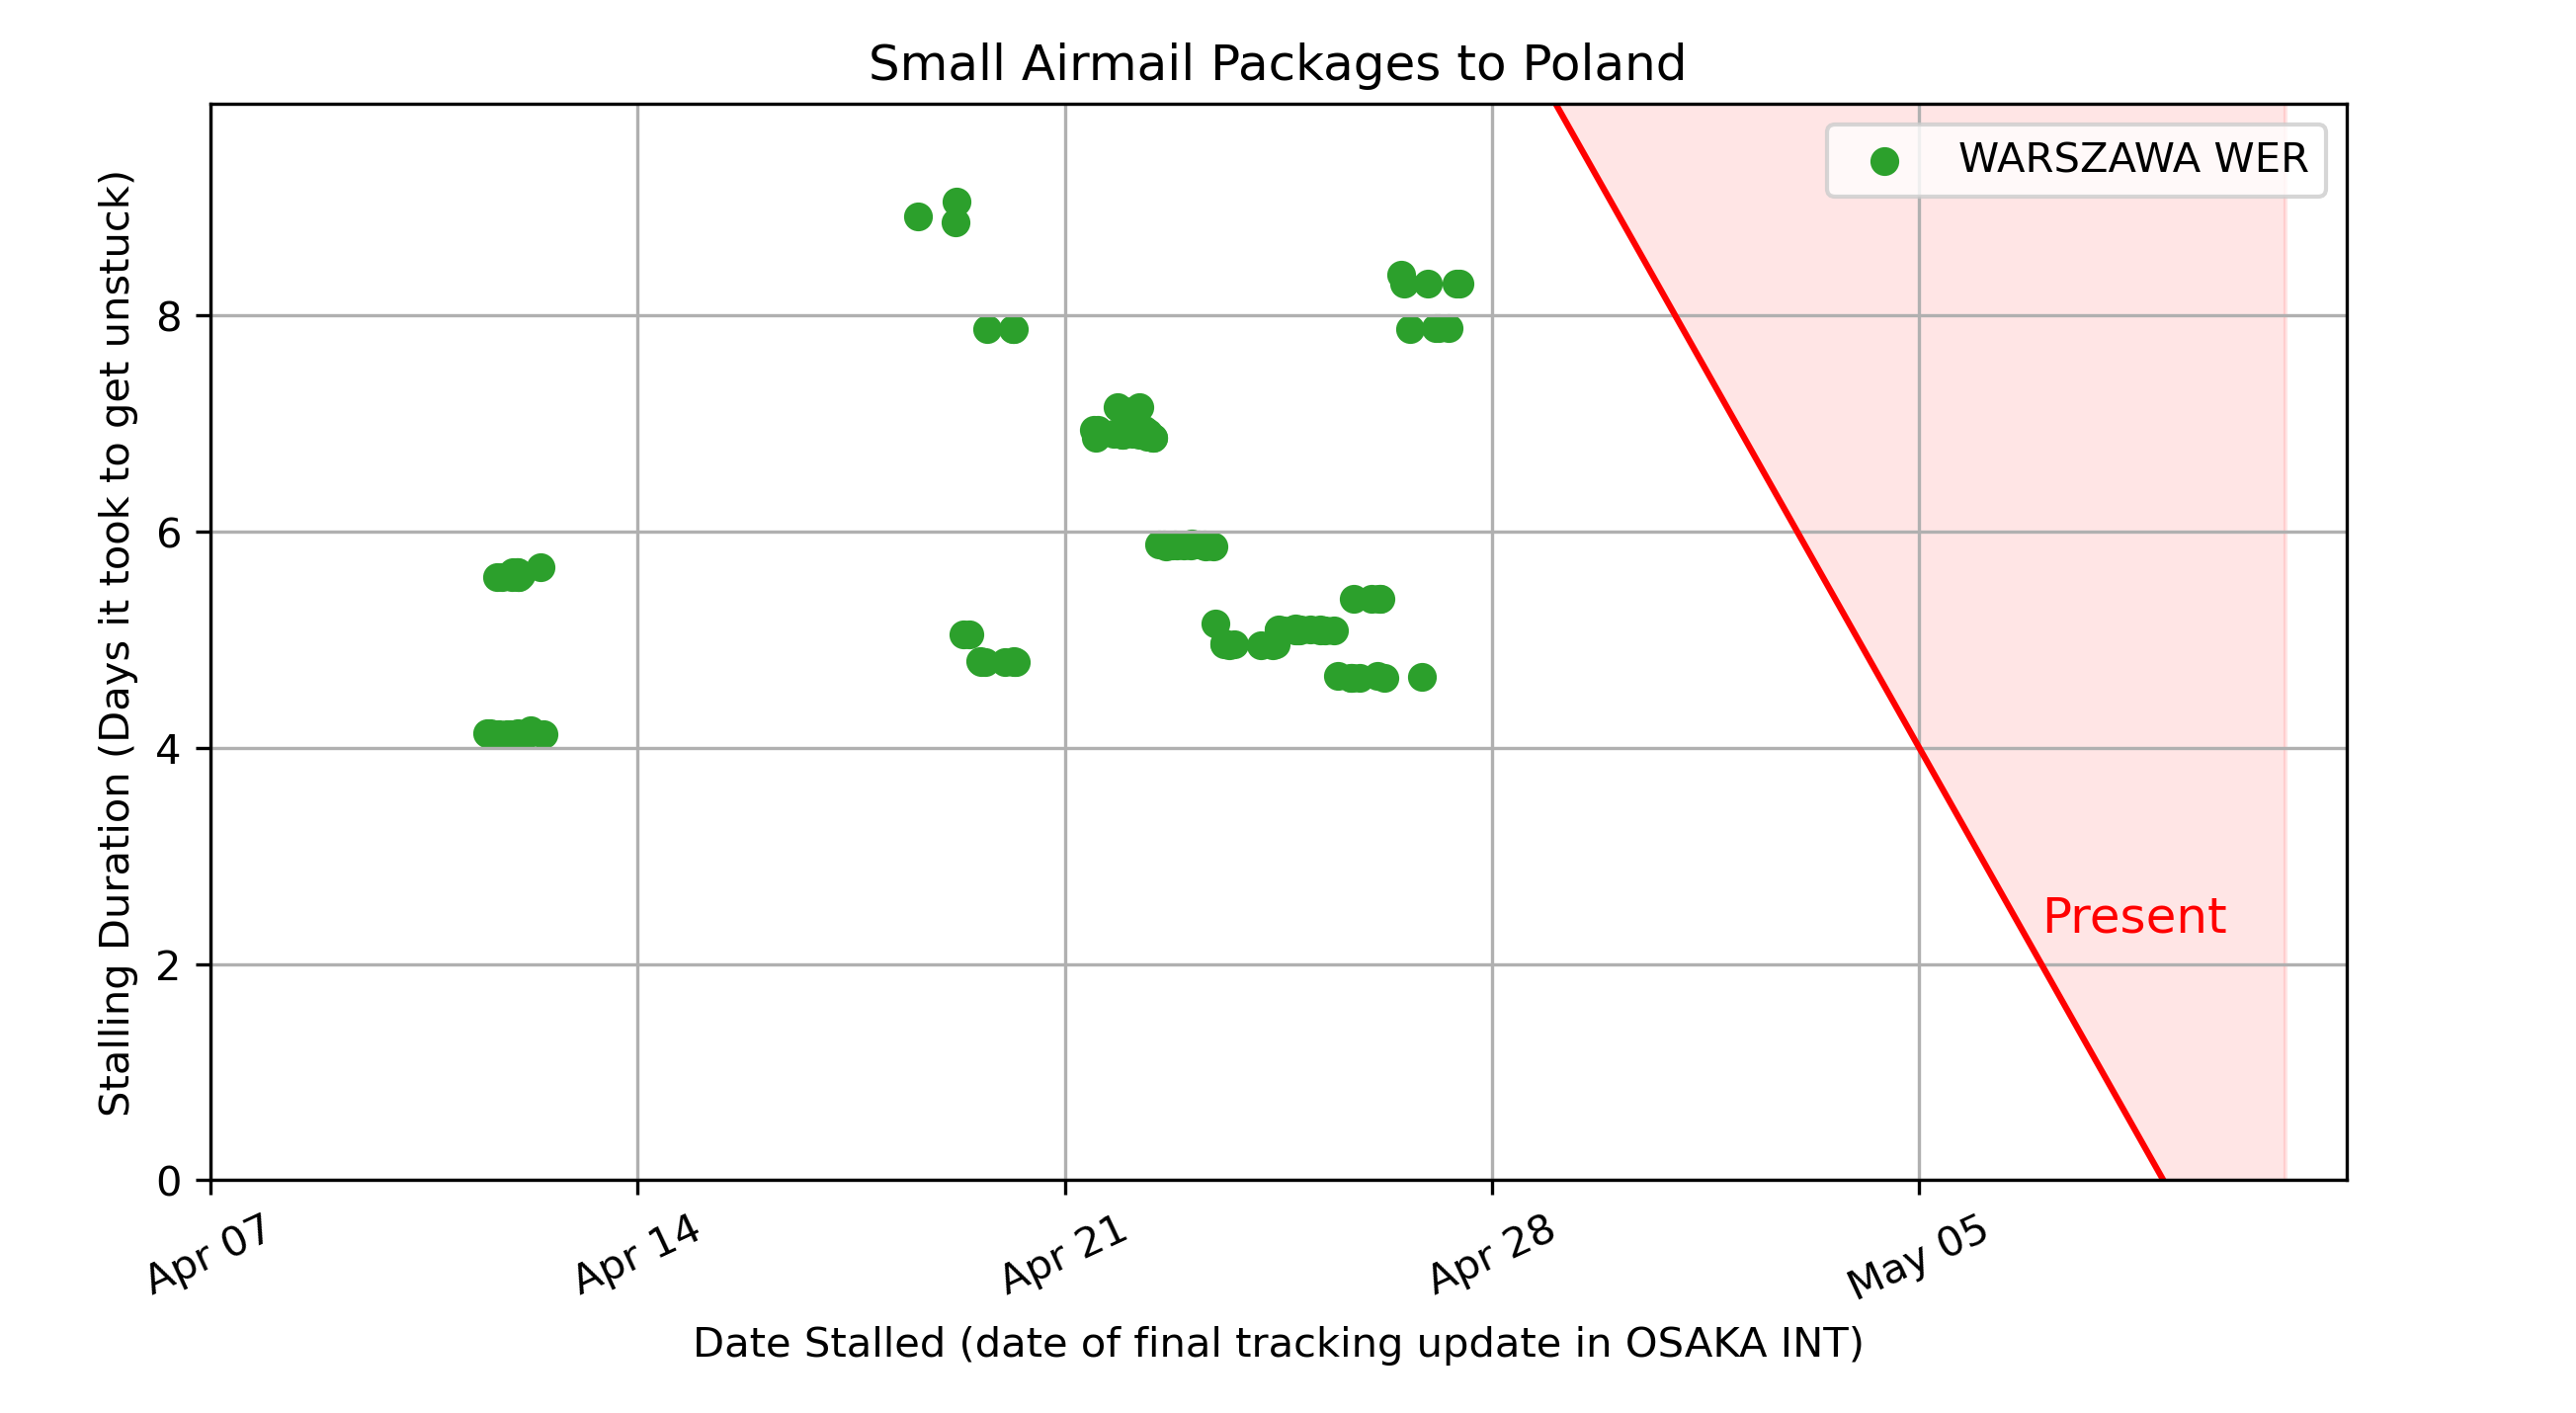 Small Airmail Packages to Poland
WARSZAWA WER
Stalling Duration (Days it took to get unstuck)
8
6
4
2
0
Present
Apr 07
Apr 14
Apr 21
Apr 28
May 05
Date Stalled (date of final tracking update in OSAKA INT)